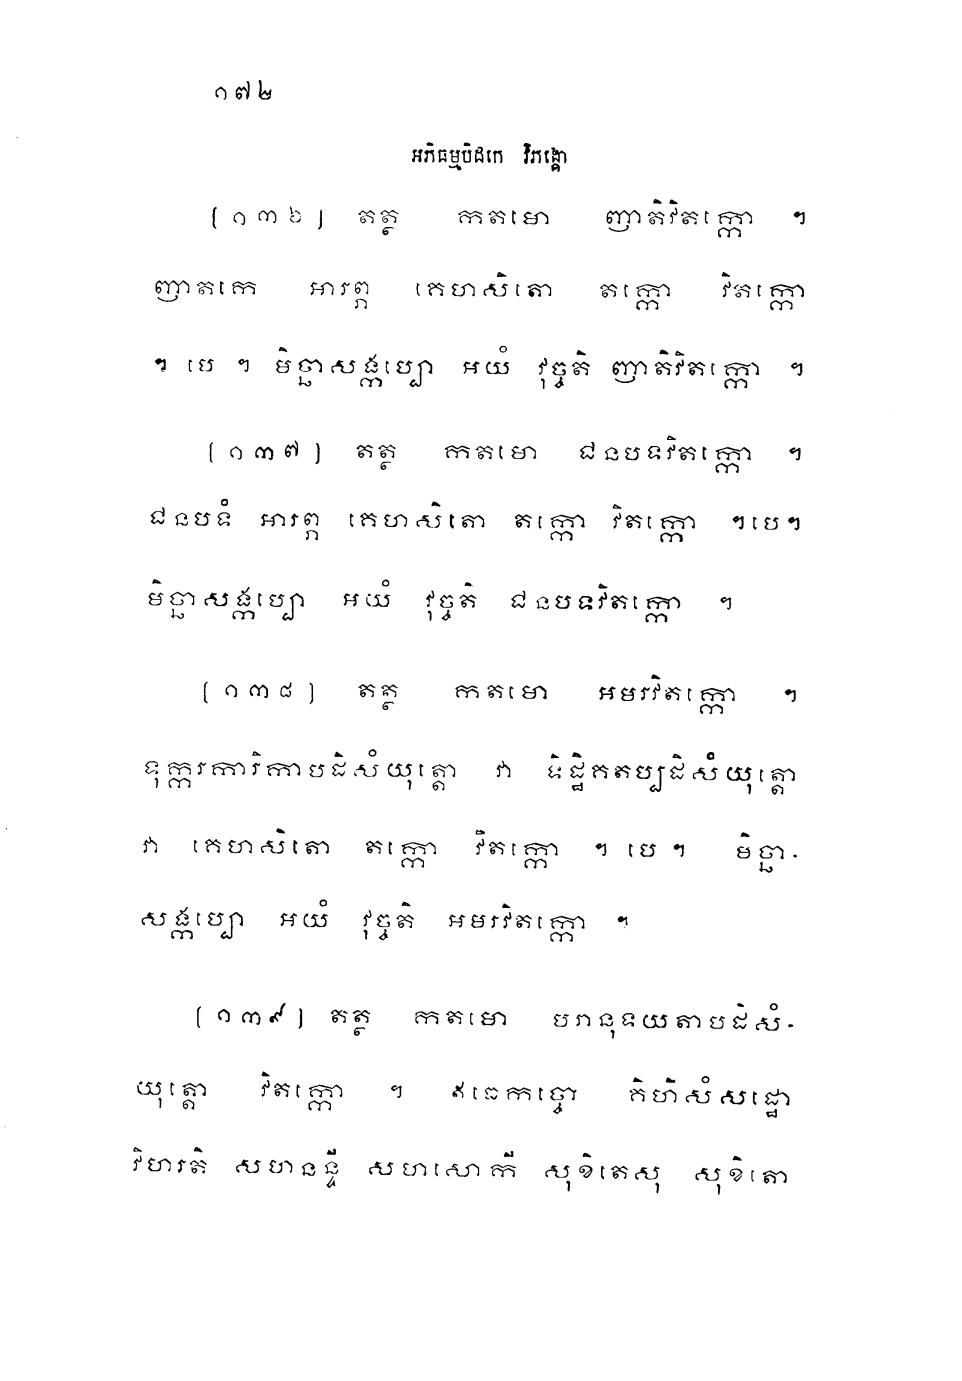 ១៧២
អភិធម្មបិដកេ វិភង្គោ
(១៣៦) តត្ថ កតមោ ញាតិវិតក្កោ ។
ញាតកេ អារព្ភ គេហសិតោ តក្កោ វិតក្កោ
។ បេ ។ មិច្ឆាសង្កប្បោ អយំ វុច្ចតិ ញាតិវិតក្កោ ។
(១៣៧) តត្ថ កតមោ ជនបទវិតក្កោ ។
ជនបទំ អារព្ភ គេហសិតោ តក្កោ វិតក្កោ ។បេ។
មិច្ឆាសង្កប្បោ អយំ វុច្ចតិ ជនបទវិតក្កោ ។
(១៣៨) តត្ថ កតមោ អមរវិតក្កោ ។
ទុក្ករការិកាបដិសំយុត្តោ វា ទិដ្ឋិគតប្បដិសំយុត្តោ
វា គេហសិតោ តក្កោ វិតក្កោ ។ បេ ។ មិច្ឆា-
សង្កប្បោ អយំ វុច្ចតិ អមរវិតក្កោ ។
(១៣៩) តត្ថ កតមោ បរានុទយតាបដិសំ-
យុត្តោ វិតក្កោ ។ ឥធេកច្ចោ គិហិសំសដ្ឋោ
វិហរតិ សហនន្ទី សហសោកី សុខិតេសុ សុខិតោ